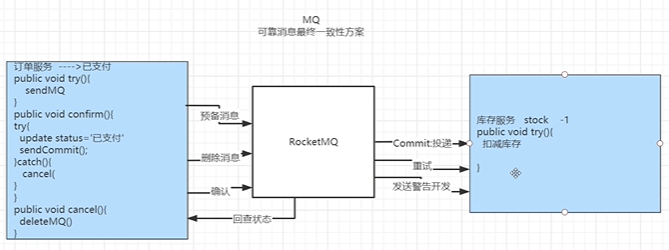 MQ
可靠消息最终一致性方案
订单服务 ---->已支付
public void try(){
sendMQ
}
public void confirm(){
try{
update status='已支付'
sendCommit();
}catch(){
cancel(
}
}
public void cancel(){
deleteMQ()
}
预备消息
删除消息
确认
回查状态
RocketMQ
Commit:投递
重试
发送警告开发
库存服务 stock -1
public void try(){
扣减库存
}